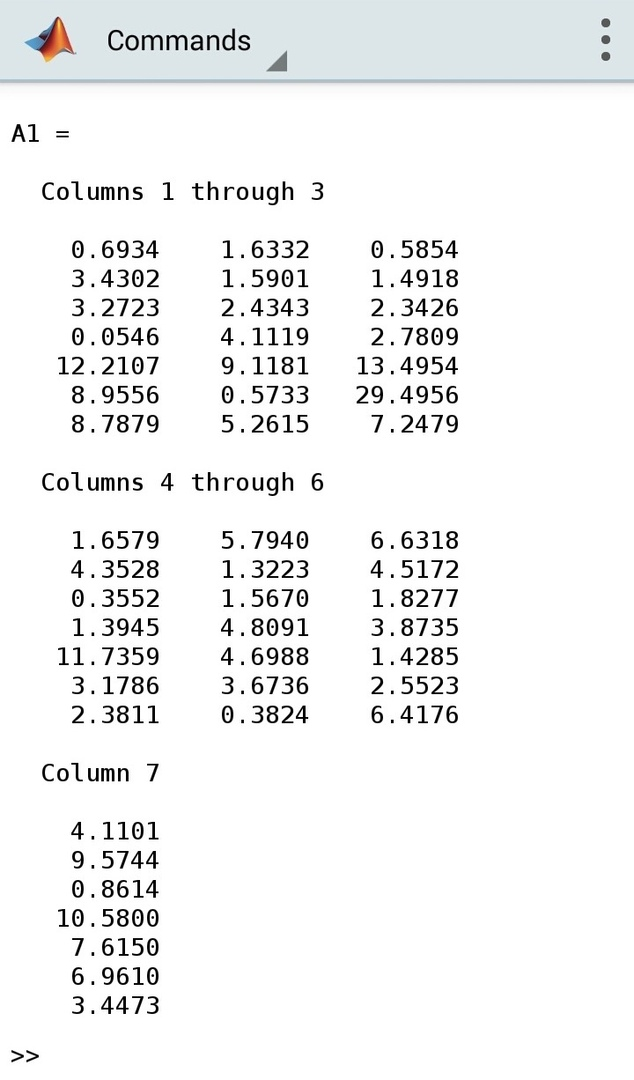 Commands
A1 =
Columns 1 through 3
0.6934 1.6332 0.5854
3.4302 1.5901 1.4918
3.2723 2.4343 2.3426
0.0546 4.1119 2.7809
12.2107 9.1181 13.4954
8.9556 0.5733 29.4956
8.7879 5.2615 7.2479
Columns 4 through 6
1.6579 5.7940 6.6318
4.3528 1.3223 4.5172
0.3552 1.5670 1.8277
1.3945 4.8091 3.8735
11.7359 4.6988 1.4285
3.1786 3.6736 2.5523
2.3811 0.3824 6.4176
Column 7
4.1101
9.5744
0.8614
10.5800
7.6150
6.9610
3.4473
>>